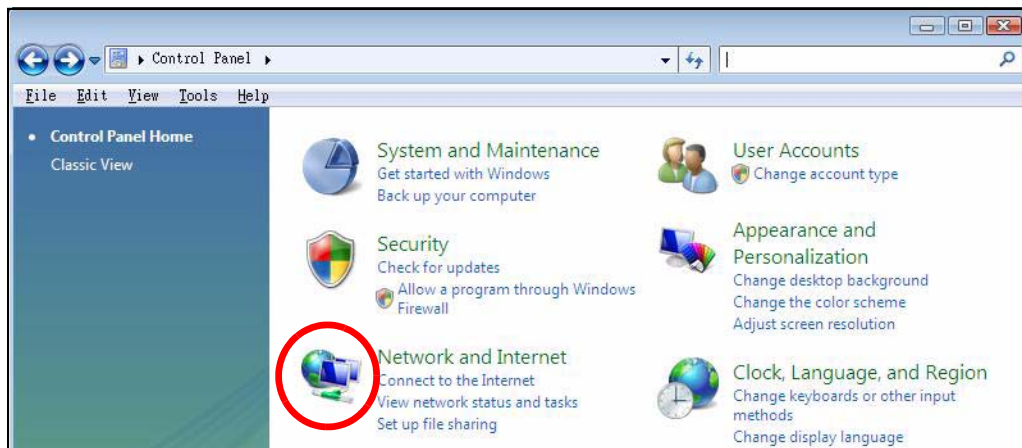 Control Panel
File Edit View Tools Help
Control Panel Home
Classic View
System and Maintenance
Get started with Windows
Back up your computer
Security
Check for updates
Allow a program through Windows
Firewall
Network and Internet
Connect to the Internet
View network status and tasks
Set up file sharing
User Accounts
Change account type
Appearance and
Personalization
Change desktop background
Change the color scheme
Adjust screen resolution
Clock, Language, and Region
Change keyboards or other input
methods
Change display language